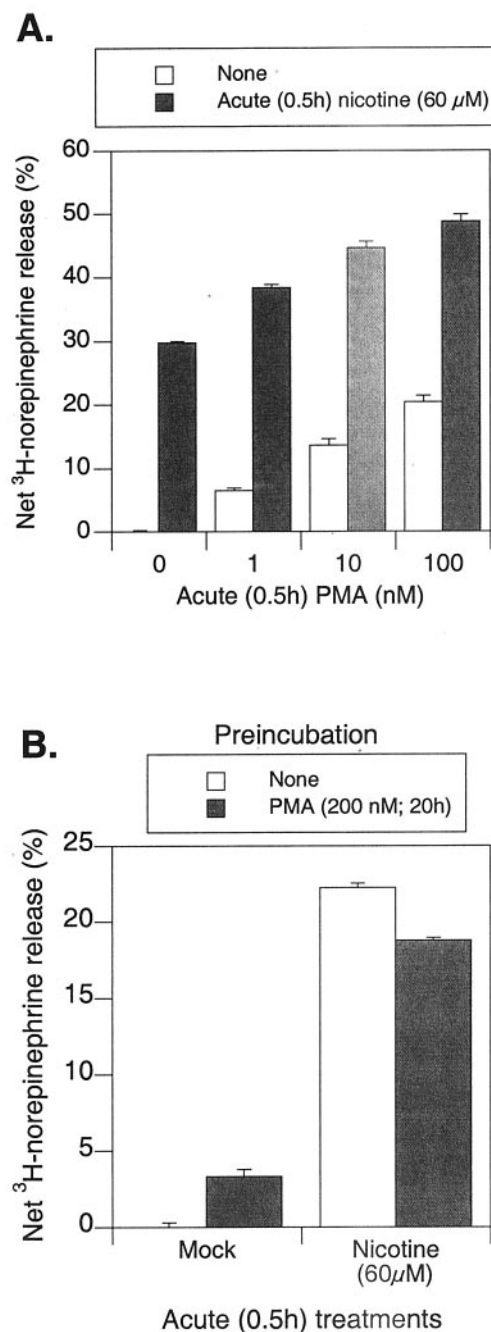 A.
None
Acute (0.5h) nicotine (60 µM)
Net ³H-norepinephrine release (%)
60
50
40
30
20
10
0
0 1 10 100
Acute (0.5h) PMA (nM)
B.
Preincubation
None
PMA (200 nM; 20h)
Net ³H-norepinephrine release (%)
25
20
15
10
5
0
Mock Nicotine
(60µM)
Acute (0.5h) treatments